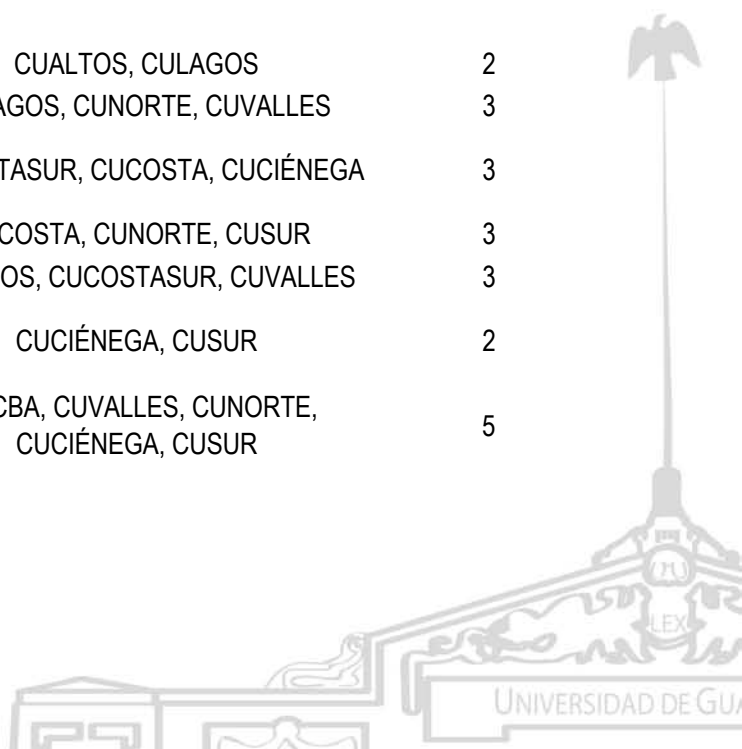 CUALTOS, CULAGOS 2
AGOS, CUNORTE, CUVALLES 3
TASUR, CUCOSTA, CUCIÉNEGA 3
COSTA, CUNORTE, CUSUR 3
OS, CUCOSTASUR, CUVALLES 3
CUCIÉNEGA, CUSUR 2
CBA, CUVALLES, CUNORTE,
CUCIÉNEGA, CUSUR 5
LEX
UNIVERSIDAD DE GUA